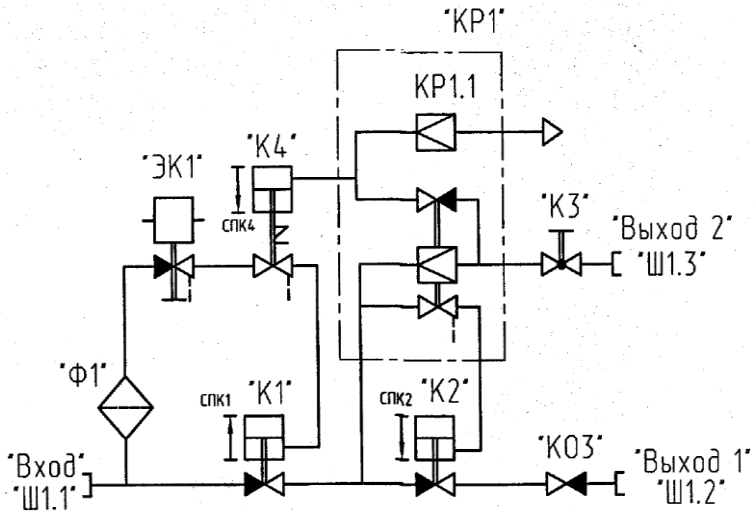 "КР1"
КР1.1
"К4"
"ЭК1"
СПК4
"К3"
"Выход 2"
"Ш1.3"
"Ф1"
СПК1
"К1"
СПК2
"К2"
"КО3"
"Вход"
"Ш1.1"
"Выход 1"
"Ш1.2"